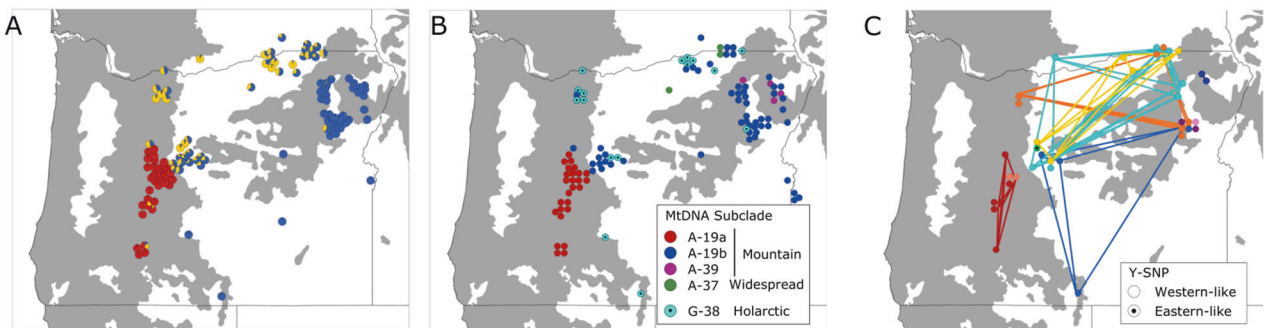 A
B
C
MtDNA Subclade
A-19a
A-19b Mountain
A-39
A-37 Widespread
G-38 Holarctic
Y-SNP
Western-like
Eastern-like